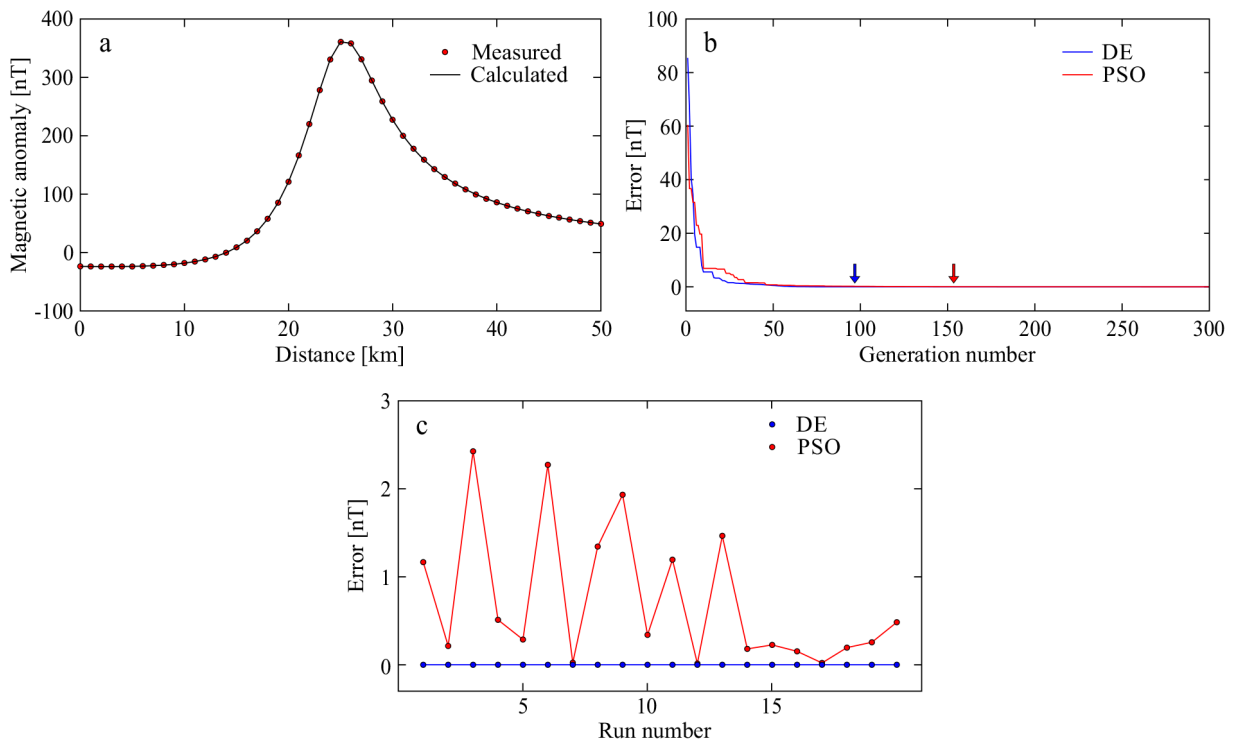 a
Measured
Calculated
Magnetic anomaly [nT]
400
300
200
100
0
-100
0
10
20
30
40
50
Distance [km]
b
DE
PSO
Error [nT]
100
80
60
40
20
0
0
50
100
150
200
250
300
Generation number
c
DE
PSO
Error [nT]
3
2
1
0
5
10
15
Run number